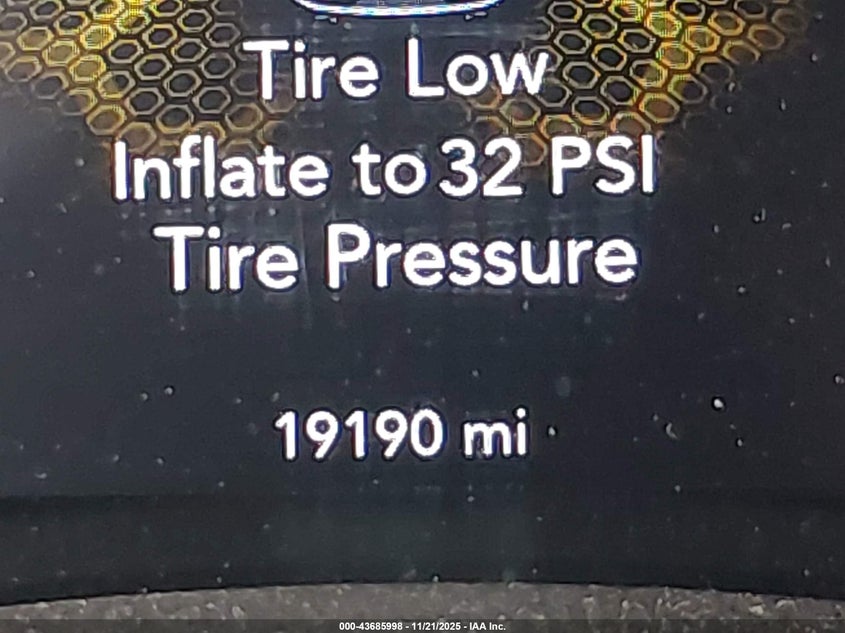 Tire Low
Inflate to 32 PSI
Tire Pressure
19190 mi
000-43685998 - 11/21/2025 - IAA Inc.